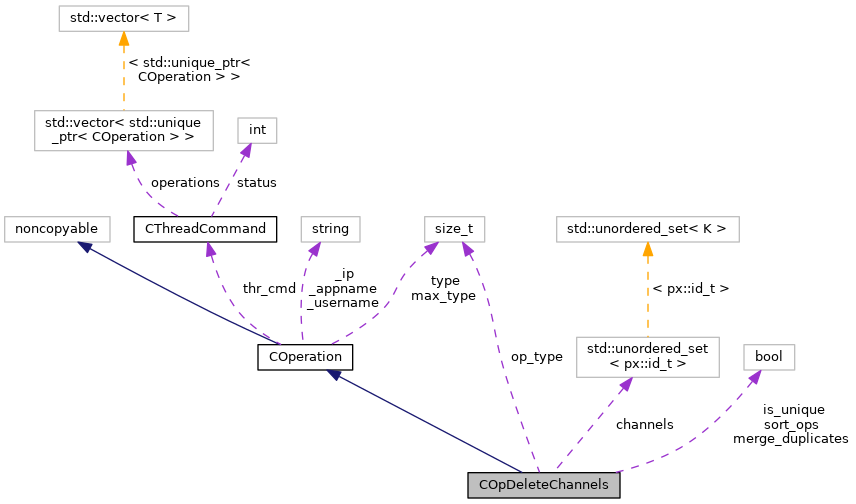 std::vector< T >
< std::unique_ptr<
COperation > >
std::vector< std::unique
_ptr< COperation > >
int
operations
status
noncopyable
CThreadCommand
string
size_t
std::unordered_set< K >
thr_cmd
_ip
_appname
_username
type
max_type
< px::id_t >
COperation
op_type
std::unordered_set
< px::id_t >
bool
channels
is_unique
sort_ops
merge_duplicates
COpDeleteChannels